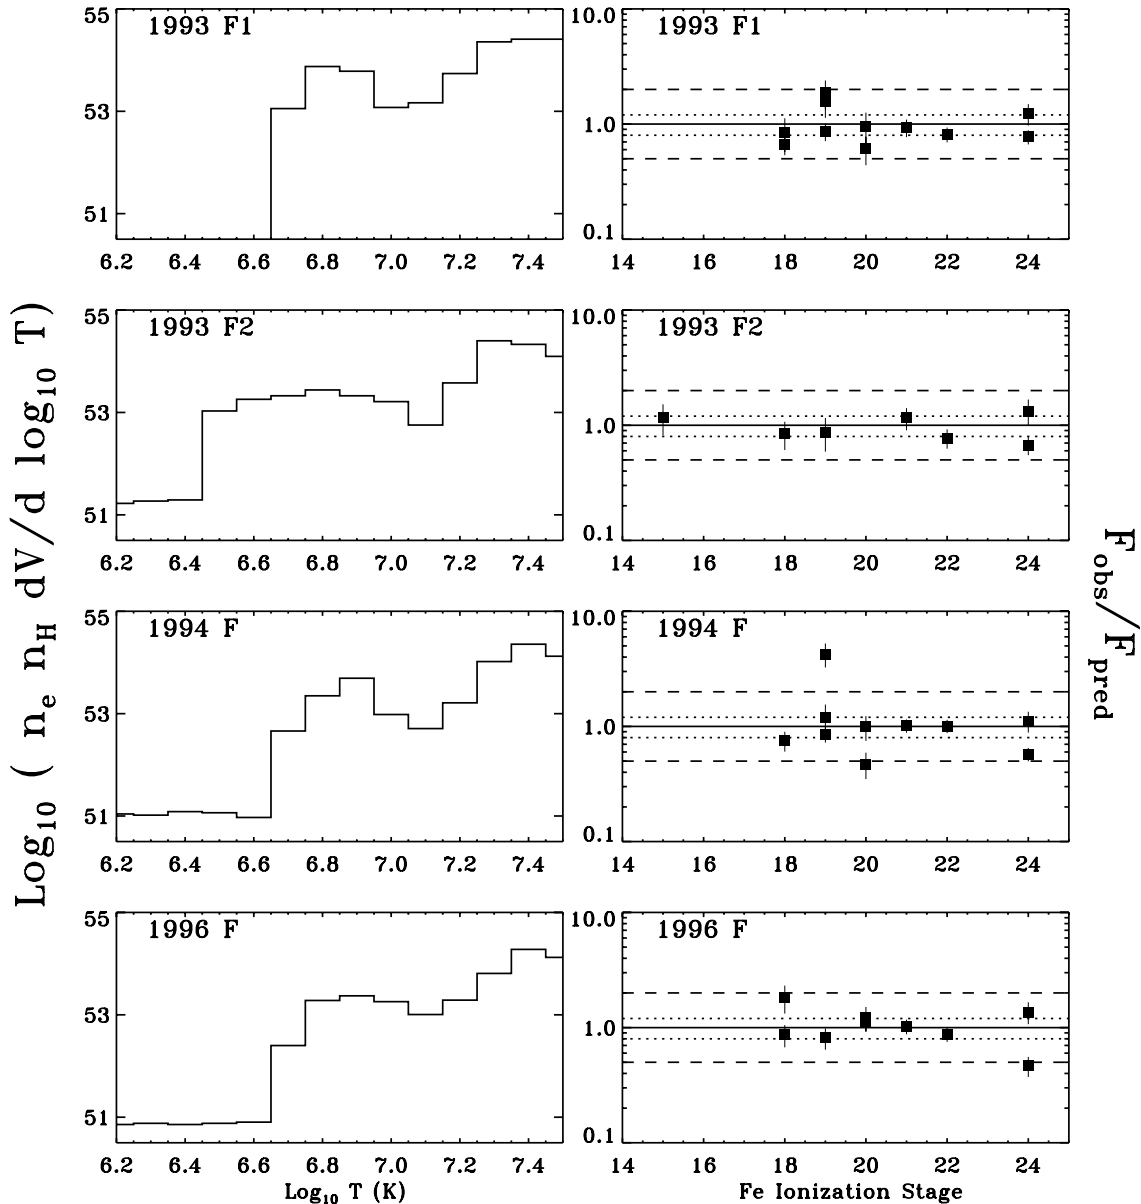 Log10 ( ne nH dV/d log10 T)
1993 F1
55
53
51
6.2 6.4 6.6 6.8 7.0 7.2 7.4
1993 F1
10.0
1.0
0.1
14 16 18 20 22 24
1993 F2
55
53
51
6.2 6.4 6.6 6.8 7.0 7.2 7.4
1993 F2
10.0
1.0
0.1
14 16 18 20 22 24
1994 F
55
53
51
6.2 6.4 6.6 6.8 7.0 7.2 7.4
1994 F
10.0
1.0
0.1
14 16 18 20 22 24
1996 F
55
53
51
6.2 6.4 6.6 6.8 7.0 7.2 7.4
Log10 T (K)
1996 F
10.0
1.0
0.1
14 16 18 20 22 24
Fe Ionization Stage
Fobs/Fpred